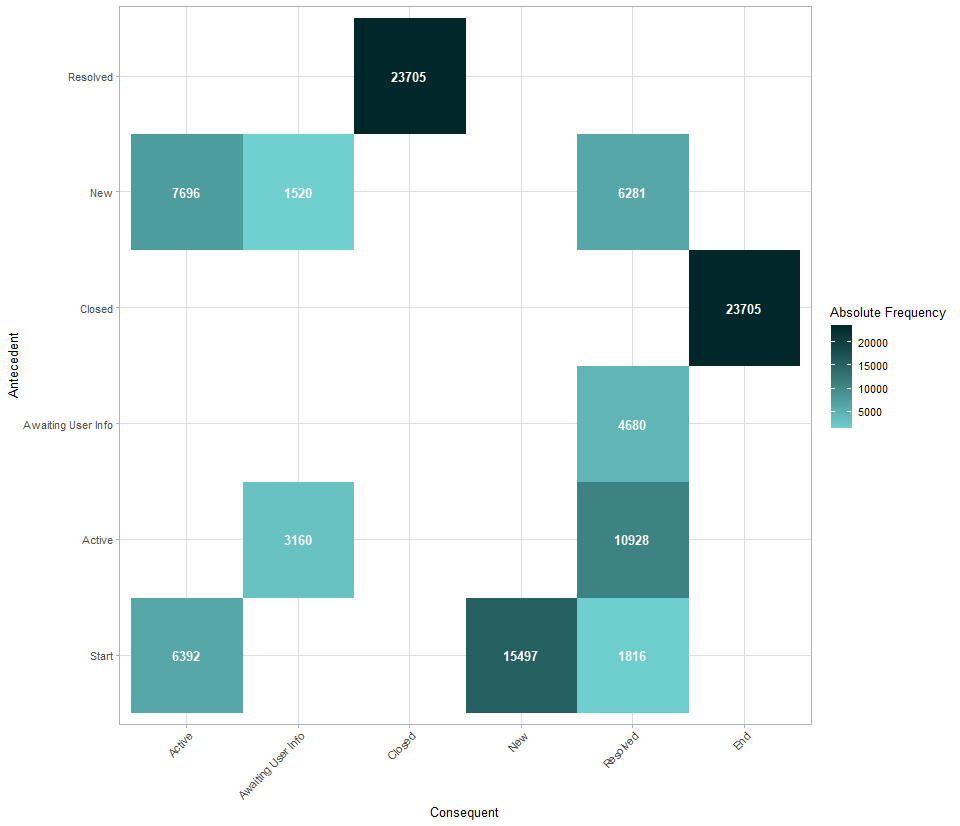 Resolved
23705
New
7696
1520
6281
Closed
23705
Awaiting User Info
4680
Active
3160
10928
Start
6392
15497
1816
Antecedent
Active
Awaiting User Info
Closed
New
Resolved
End
Consequent
Absolute Frequency
20000
15000
10000
5000